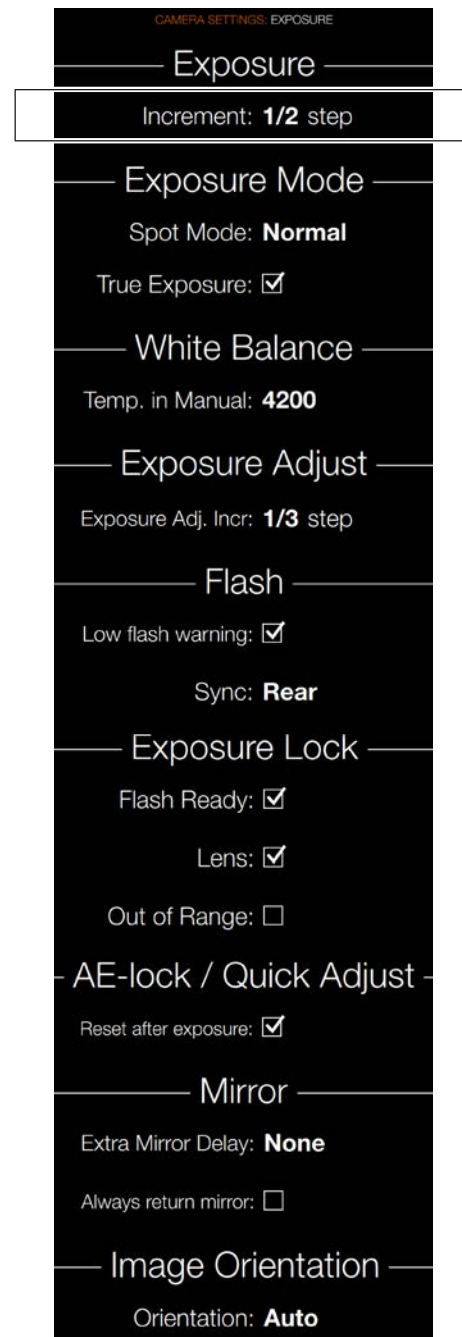 CAMERA SETTINGS: EXPOSURE
Exposure
Increment: 1/2 step
Exposure Mode
Spot Mode: Normal
True Exposure:
White Balance
Temp. in Manual: 4200
Exposure Adjust
Exposure Adj. Incr: 1/3 step
Flash
Low flash warning:
Sync: Rear
Exposure Lock
Flash Ready:
Lens:
Out of Range:
AE-lock / Quick Adjust
Reset after exposure:
Mirror
Extra Mirror Delay: None
Always return mirror:
Image Orientation
Orientation: Auto